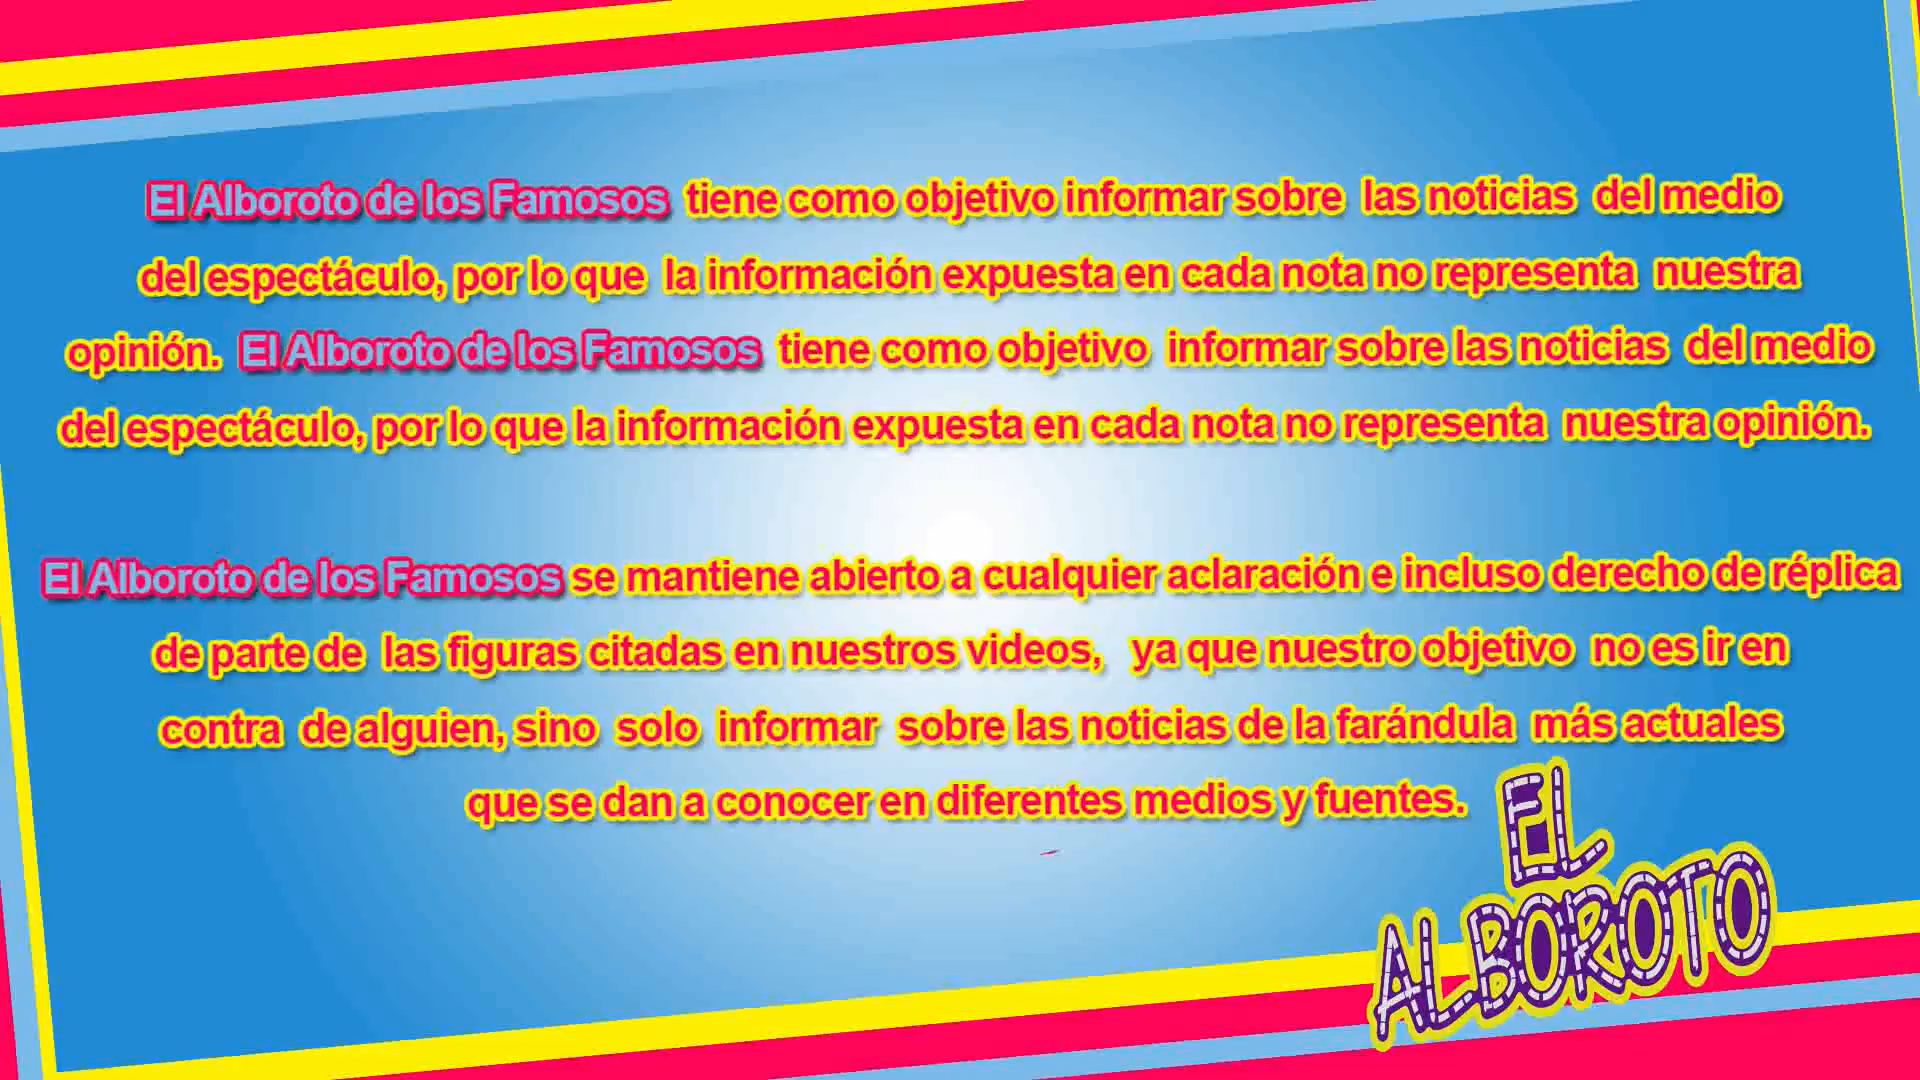 El Alboroto de los Famosos tiene como objetivo informar sobre las noticias del medio
del espectáculo, por lo que la información expuesta en cada nota no representa nuestra
opinión. El Alboroto de los Famosos tiene como objetivo informar sobre las noticias del medio
del espectáculo, por lo que la información expuesta en cada nota no representa nuestra opinión.
El Alboroto de los Famosos se mantiene abierto a cualquier aclaración e incluso derecho de réplica
de parte de las figuras citadas en nuestros videos, ya que nuestro objetivo no es ir en
contra de alguien, sino solo informar sobre las noticias de la farándula más actuales
que se dan a conocer en diferentes medios y fuentes.
EL
ALBOROTO